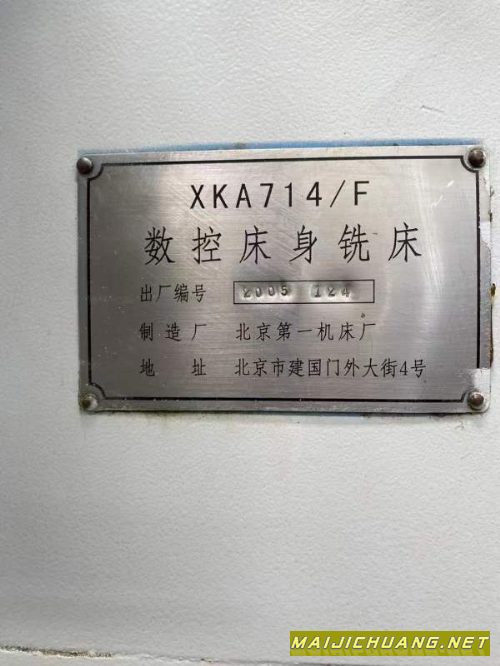 XKA714/F
数控床身铣床
出厂编号 2005 124
制造厂 北京第一机床厂
地址 北京市建国门外大街4号
MAIJICHUANG.NET